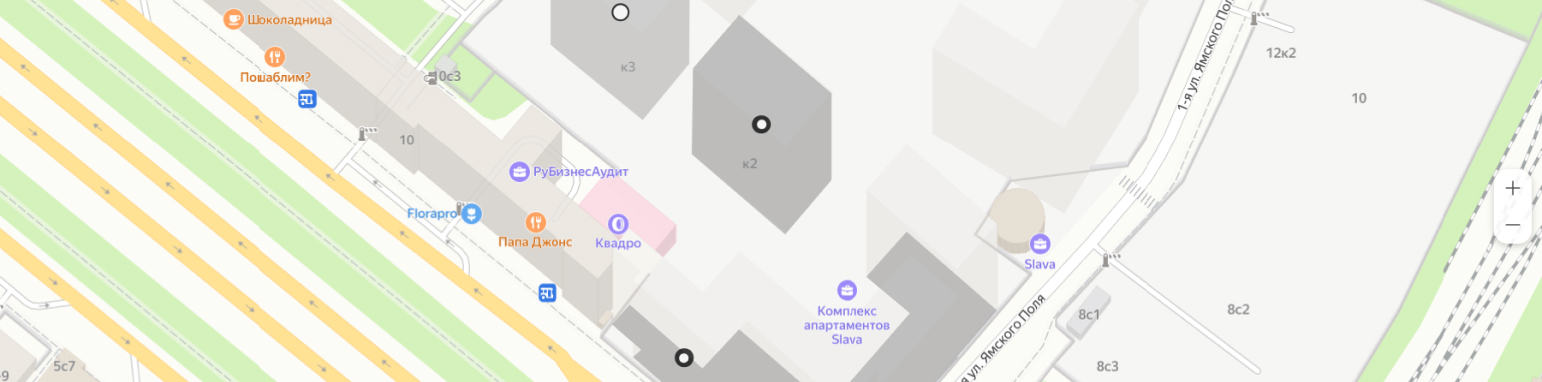 Шоколадница
Пошаблим?
10с3
к3
12к2
1-я ул. Ямского Пол
10
10
к2
РуБизнесАудит
Florapro
Папа Джонс
Квадро
Slava
Комплекс
апартаментов
Slava
8с1
8с2
ул. Ямского Поля
8с3
5с7